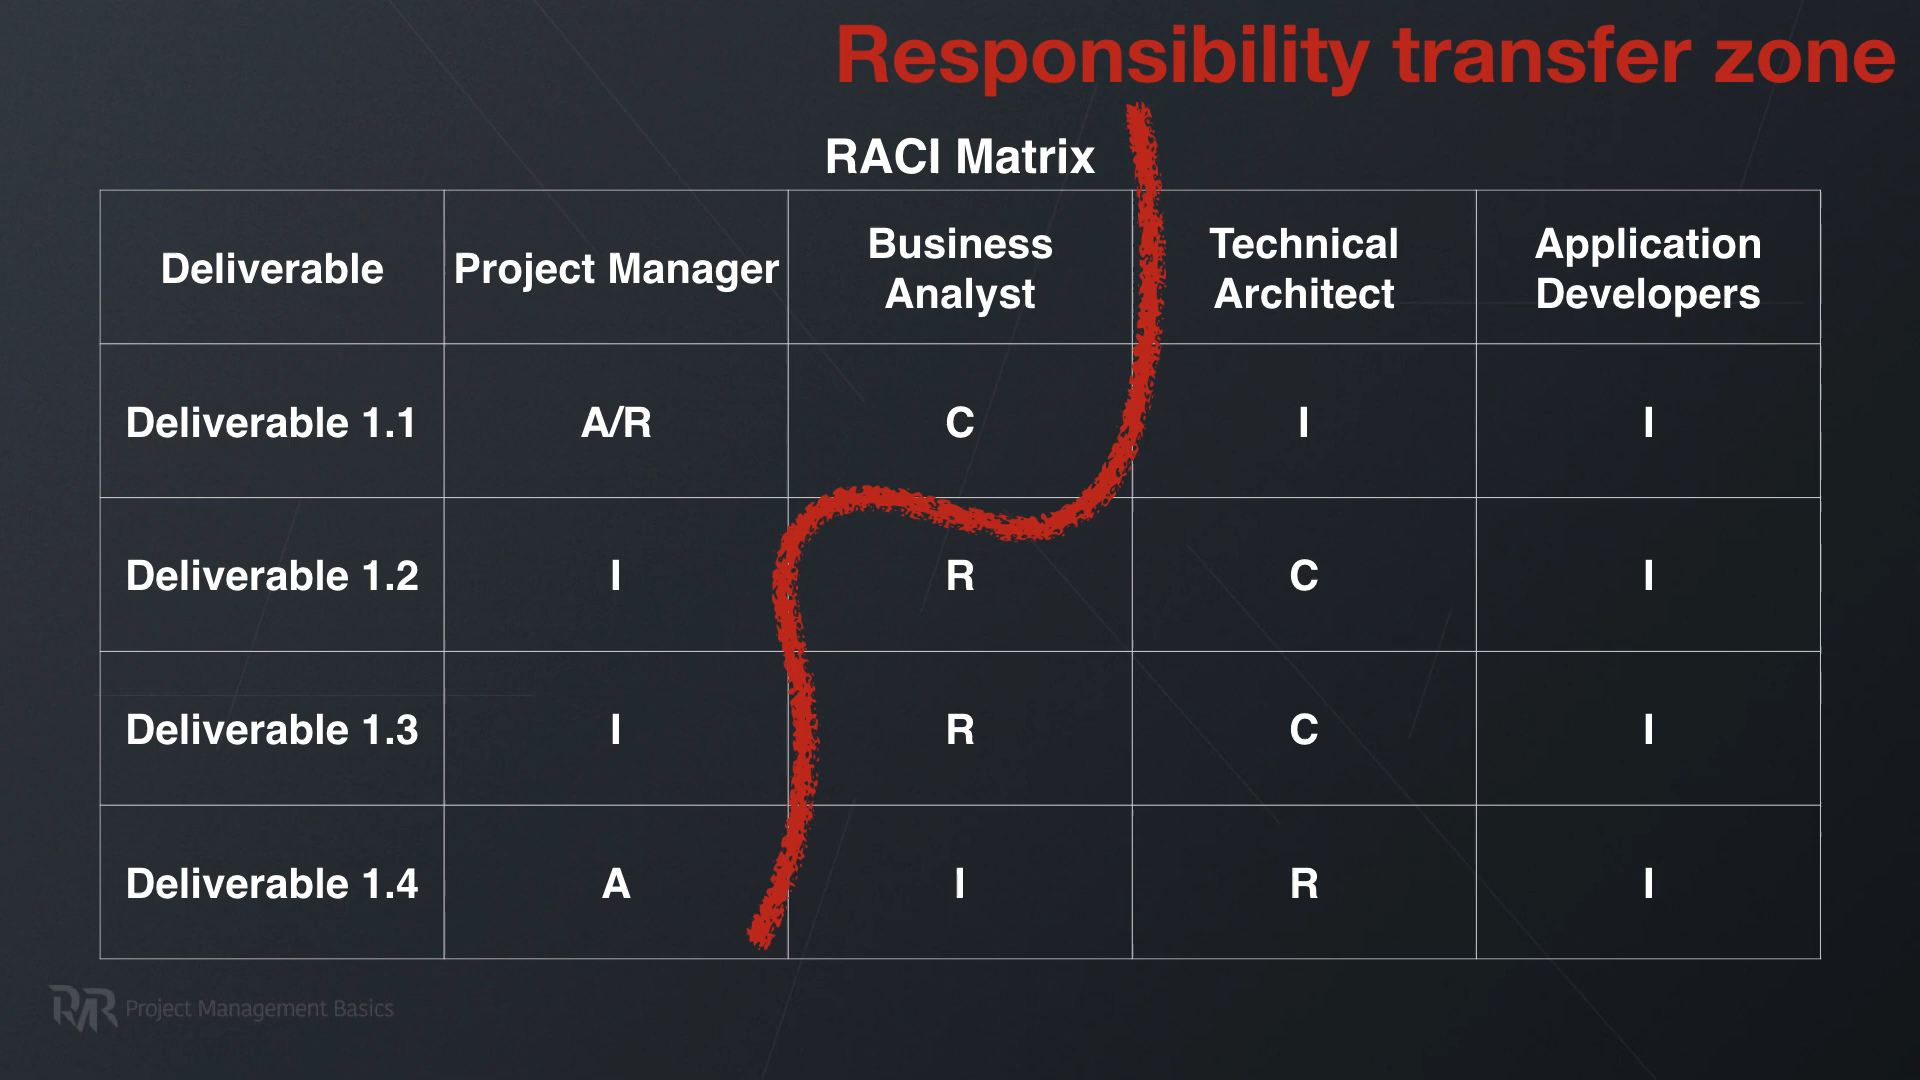 Responsibility transfer zone
RACI Matrix
Deliverable Project Manager Business Analyst Technical Architect Application Developers
Deliverable 1.1 A/R C I I
Deliverable 1.2 I R C I
Deliverable 1.3 I R C I
Deliverable 1.4 A I R I
PMR Project Management Basics